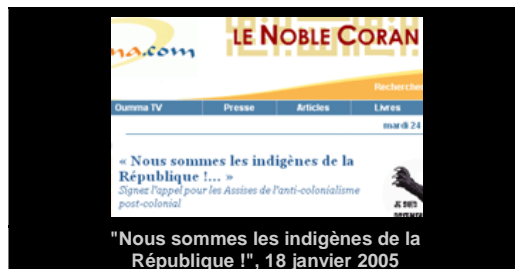 ma.com
LE NOBLE CORAN
Recherche
Oumma TV Presse Articles Livres
mardi 24
« Nous sommes les indigènes de la
République !... »
Signez l'appel pour les Assises de l'anti-colonialisme
post-colonial
JE SUIS
"Nous sommes les indigènes de la
République !", 18 janvier 2005